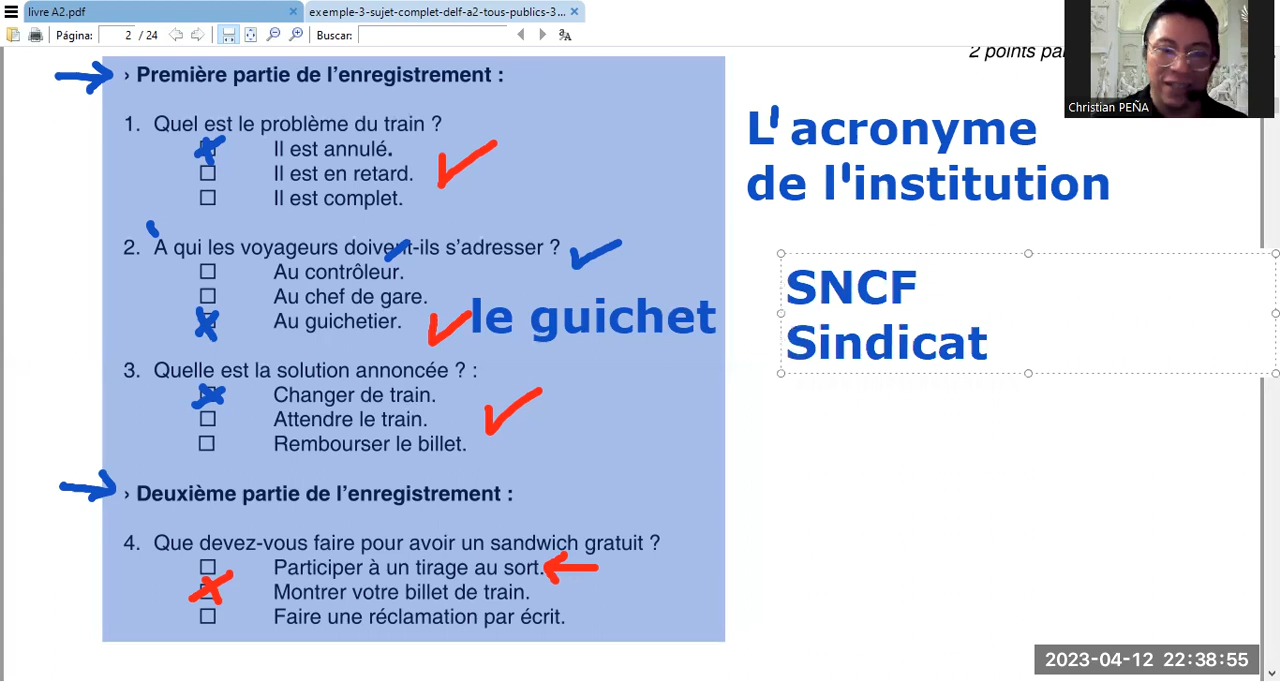 livre A2.pdf
exemple-3-sujet-complet-delf-a2-tous-publics-3...
Página: 2 / 24 Buscar:
2 points
Christian PEÑA
› Première partie de l'enregistrement :
1. Quel est le problème du train ?
Il est annulé.
Il est en retard.
Il est complet.
2. A qui les voyageurs doivent-ils s'adresser ?
Au contrôleur.
Au chef de gare.
Au guichetier.
le guichet
3. Quelle est la solution annoncée ? :
Changer de train.
Attendre le train.
Rembourser le billet.
› Deuxième partie de l'enregistrement :
4. Que devez-vous faire pour avoir un sandwich gratuit ?
Participer à un tirage au sort.
Montrer votre billet de train.
Faire une réclamation par écrit.
L'acronyme
de l'institution
SNCF
Sindicat
2023-04-12 22:38:55